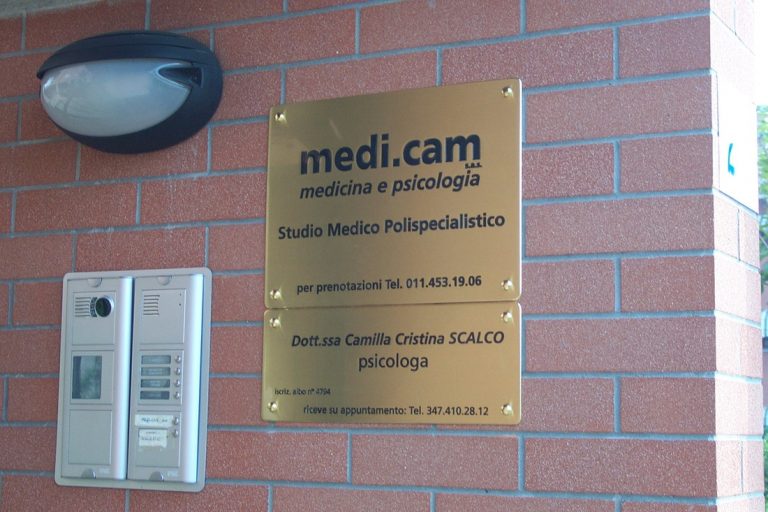 medi.cam
s.a.s.
medicina e psicologia
Studio Medico Polispecialistico
per prenotazioni Tel. 011.453.19.06
Dott.ssa Camilla Cristina SCALCO
psicologa
iscriz. albo n° 4794
riceve su appuntamento: Tel. 347.410.28.12